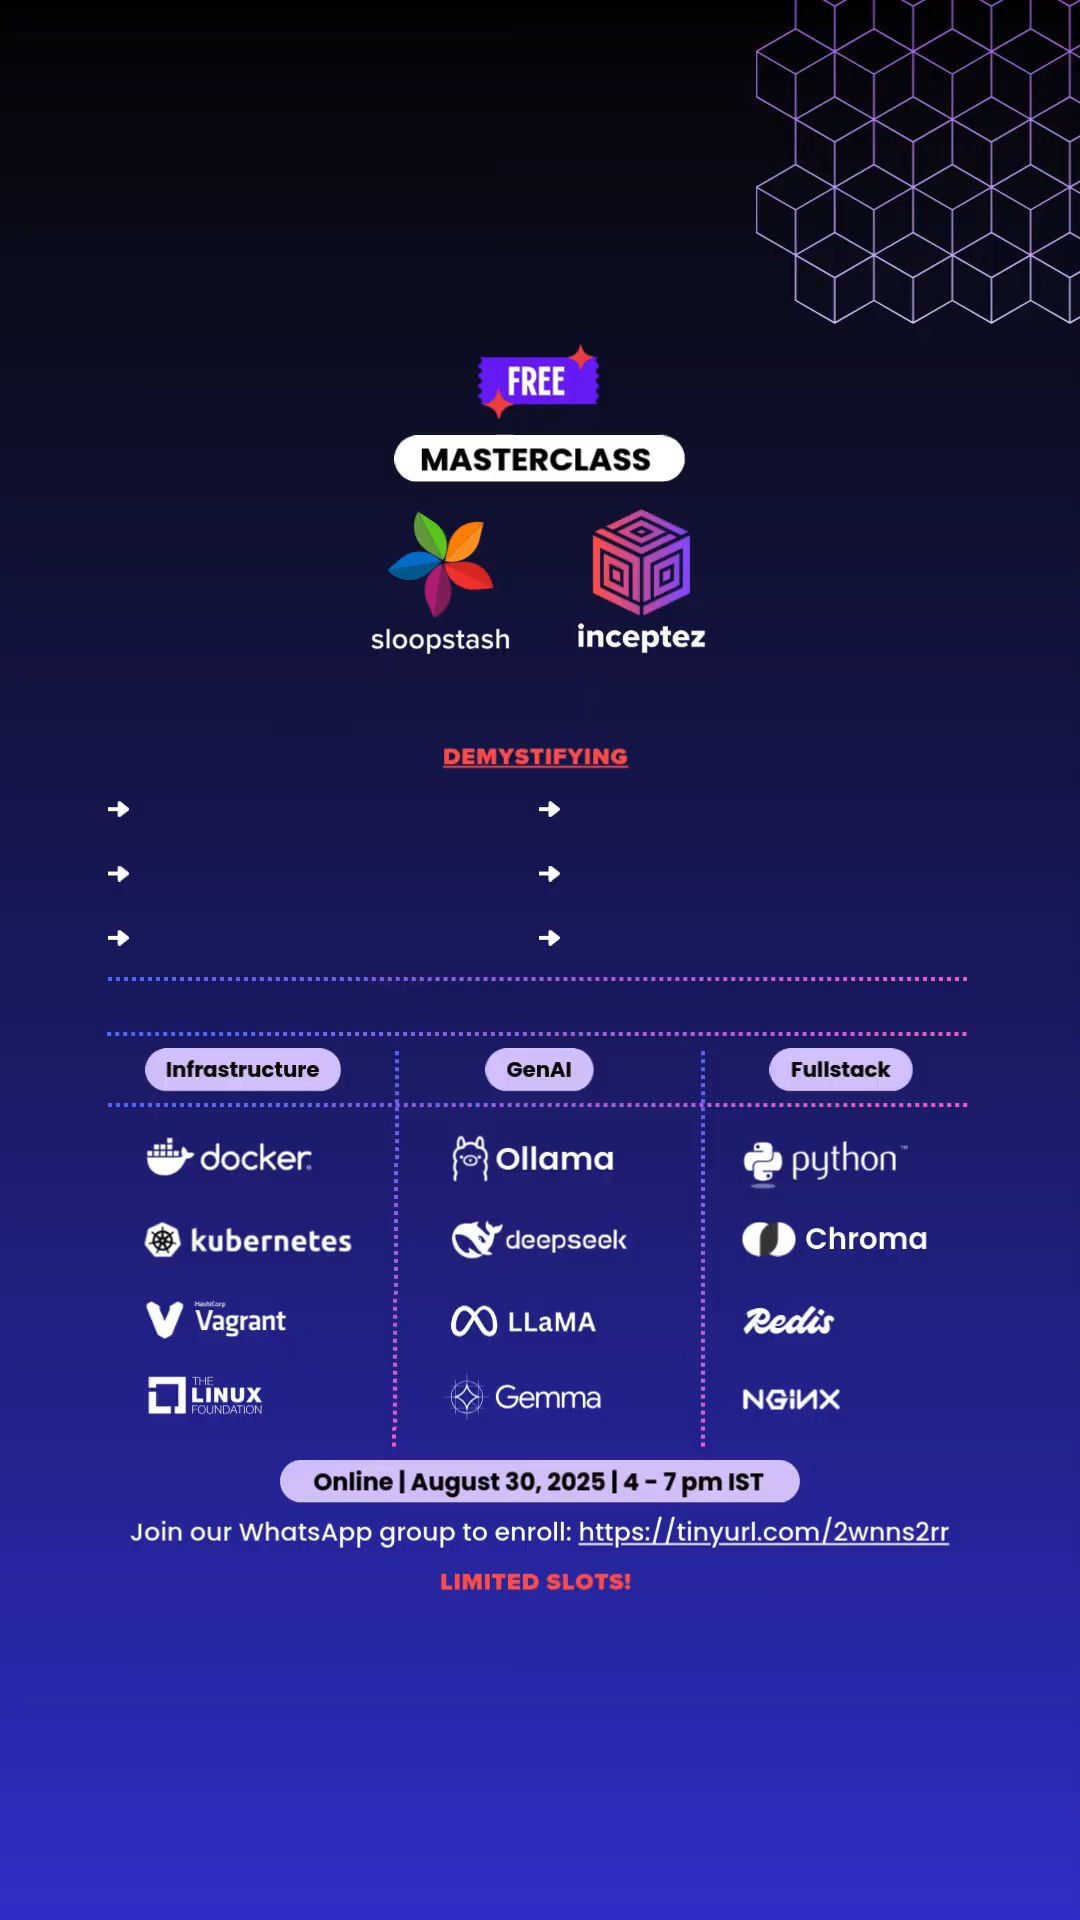 FREE
MASTERCLASS
sloopstash
inceptez
DEMYSTIFYING
Infrastructure
GenAI
Fullstack
docker
Ollama
python™
kubernetes
deepseek
Chroma
HashiCorp
Vagrant
LLaMA
Redis
THE
LINUX
FOUNDATION
Gemma
NGINX
Online | August 30, 2025 | 4 - 7 pm IST
Join our WhatsApp group to enroll: https://tinyurl.com/2wnns2rr
LIMITED SLOTS!